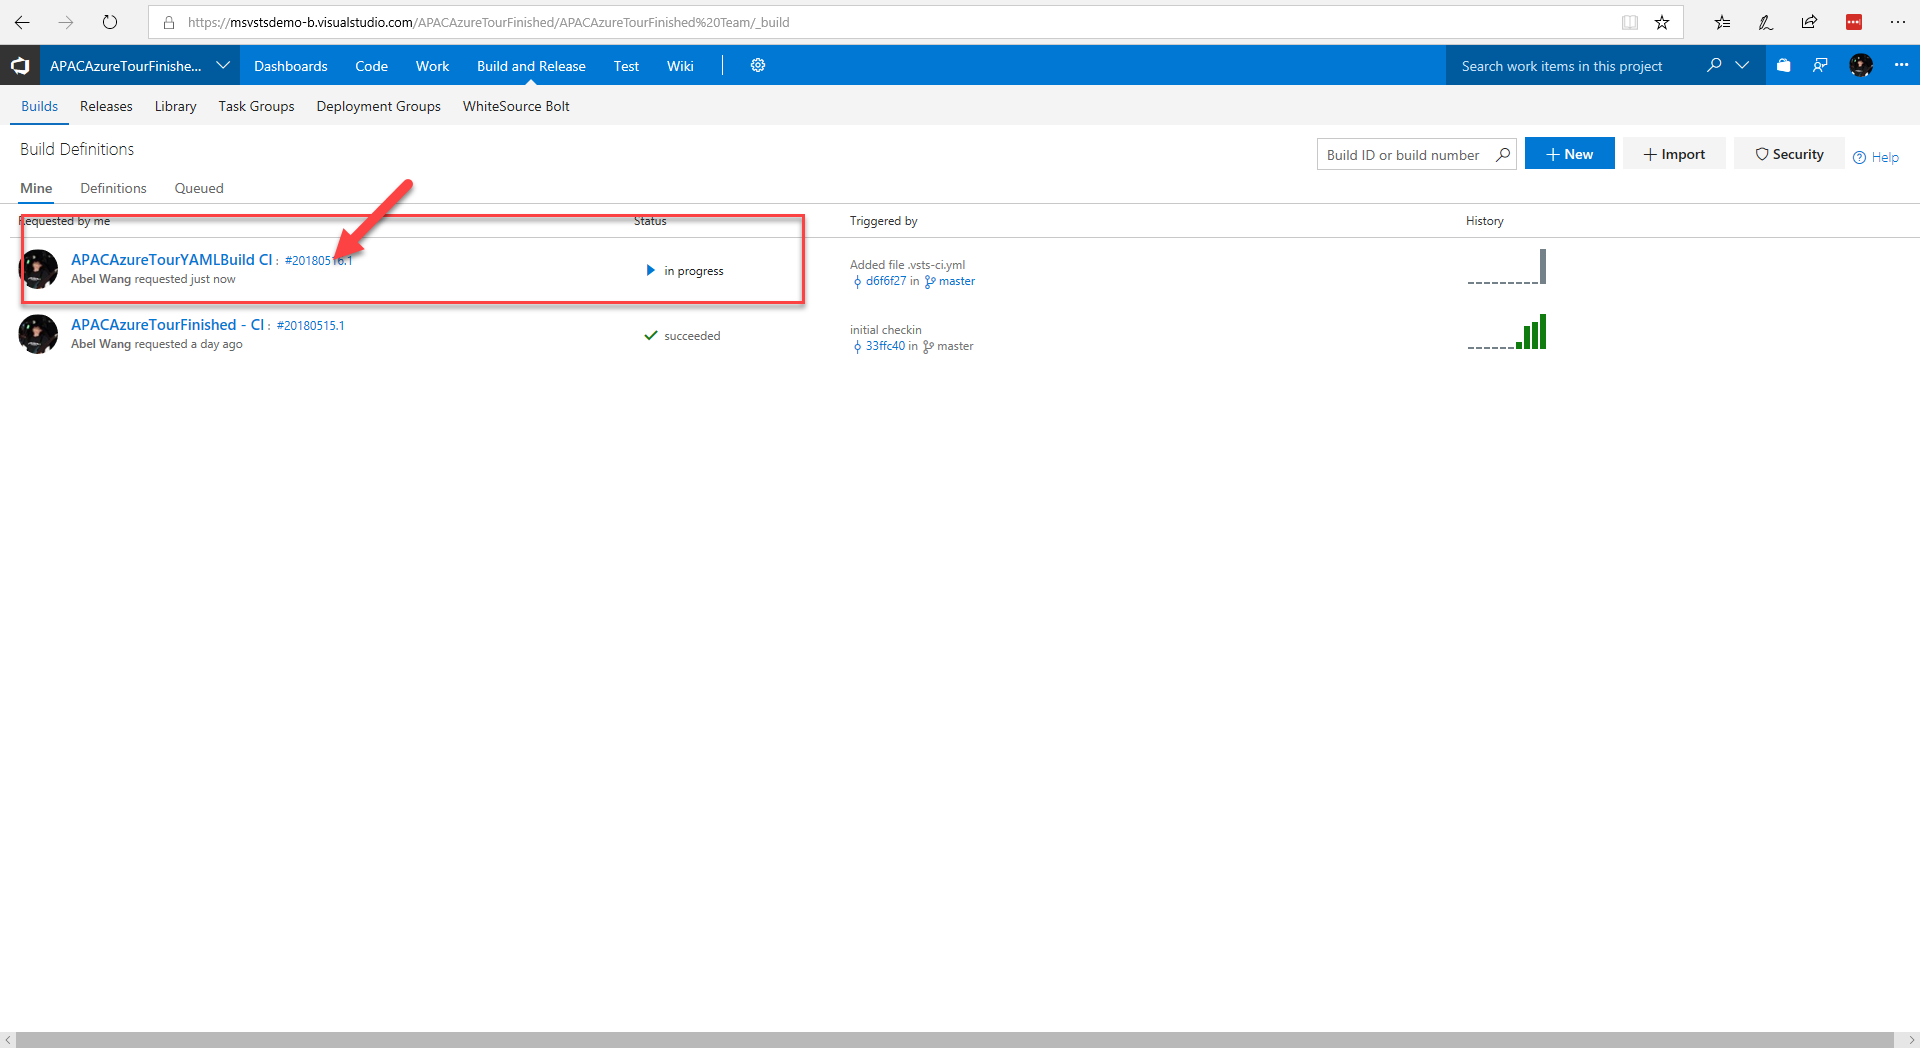 https://msvstsdemo-b.visualstudio.com/APACAzureTourFinished/APACAzureTourFinished%20Team/_build
APACAzureTourFinishe... Dashboards Code Work Build and Release Test Wiki Search work items in this project
Builds Releases Library Task Groups Deployment Groups WhiteSource Bolt
Build Definitions
Build ID or build number New Import Security Help
Mine Definitions Queued
Requested by me Status Triggered by History
APACAzureTourYAMLBuild CI : #20180516.1
Abel Wang requested just now
in progress
Added file .vsts-ci.yml
d6f6f27 in master
APACAzureTourFinished - CI : #20180515.1
Abel Wang requested a day ago
succeeded
initial checkin
33ffc40 in master